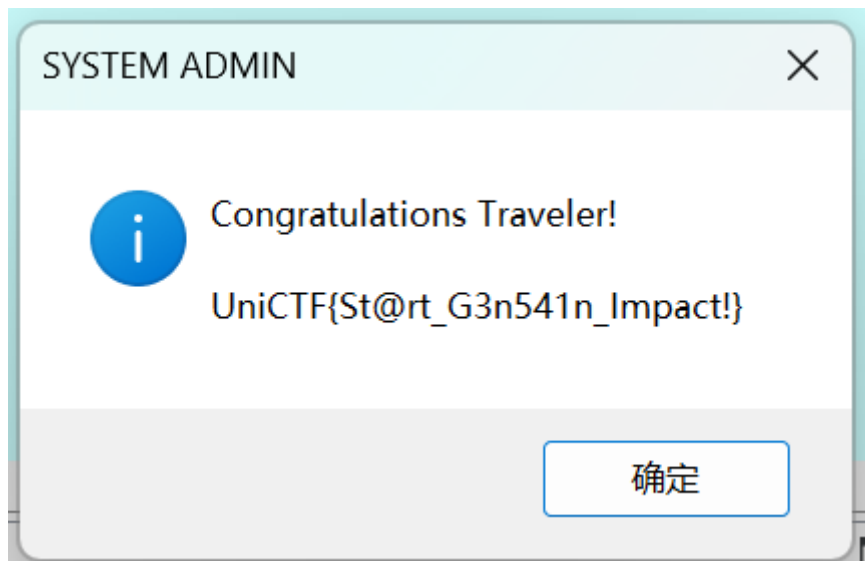 SYSTEM ADMIN
Congratulations Traveler!
UniCTF{St@rt_G3n541n_Impact!}
确定